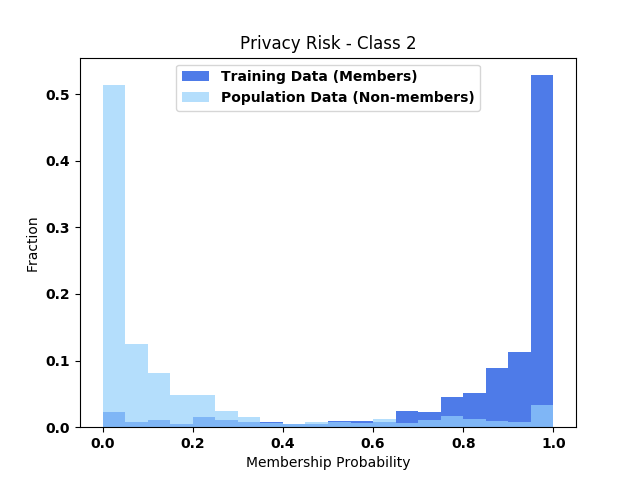 Privacy Risk - Class 2
Training Data (Members)
Population Data (Non-members)
Fraction
0.5
0.4
0.3
0.2
0.1
0.0
0.0 0.2 0.4 0.6 0.8 1.0
Membership Probability